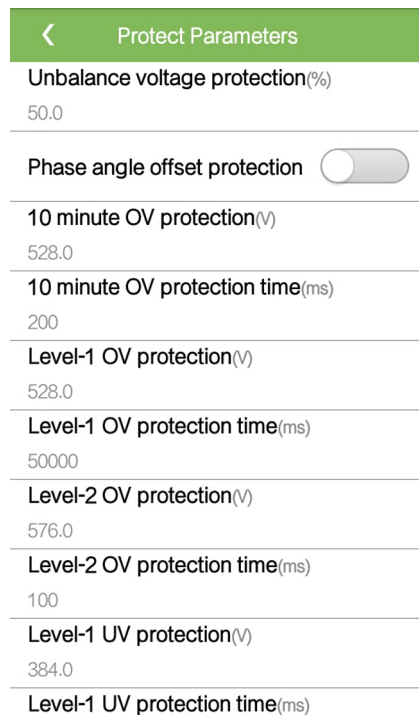 Protect Parameters
Unbalance voltage protection(%)
50.0
Phase angle offset protection
10 minute OV protection(V)
528.0
10 minute OV protection time(ms)
200
Level-1 OV protection(V)
528.0
Level-1 OV protection time(ms)
50000
Level-2 OV protection(V)
576.0
Level-2 OV protection time(ms)
100
Level-1 UV protection(V)
384.0
Level-1 UV protection time(ms)